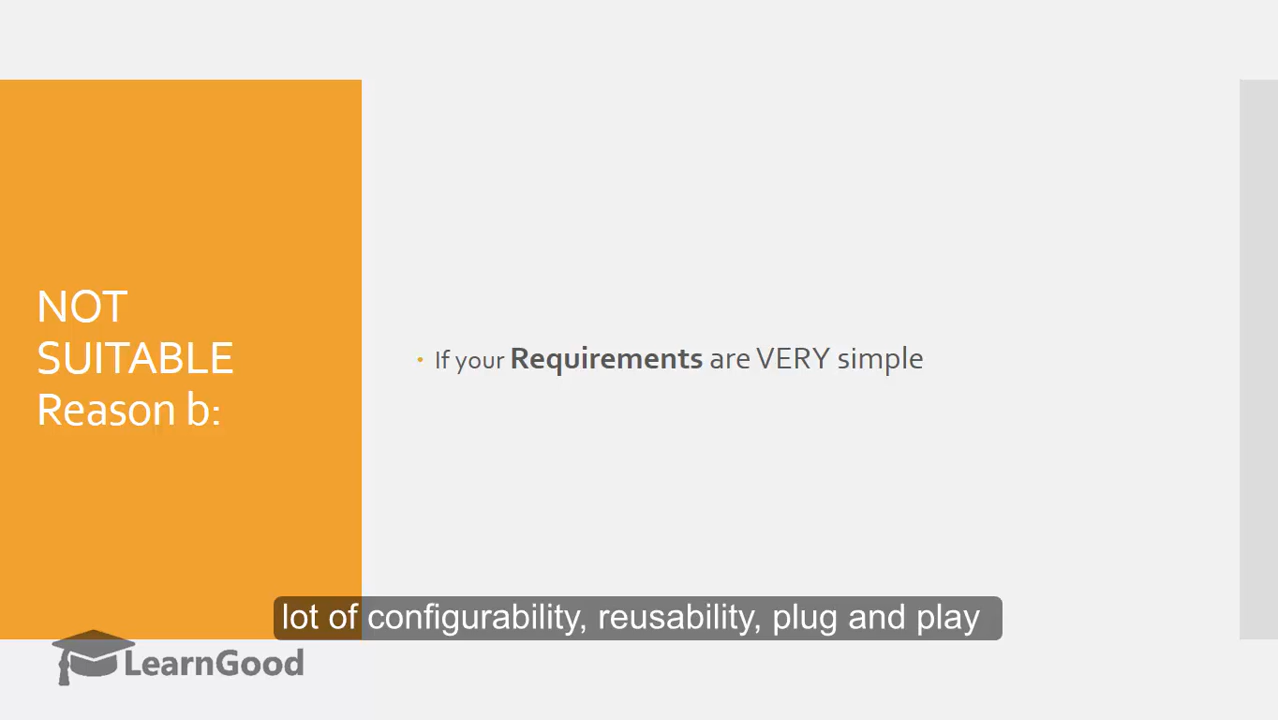 NOT
SUITABLE
Reason b:
• If your Requirements are VERY simple
lot of configurability, reusability, plug and play
LearnGood